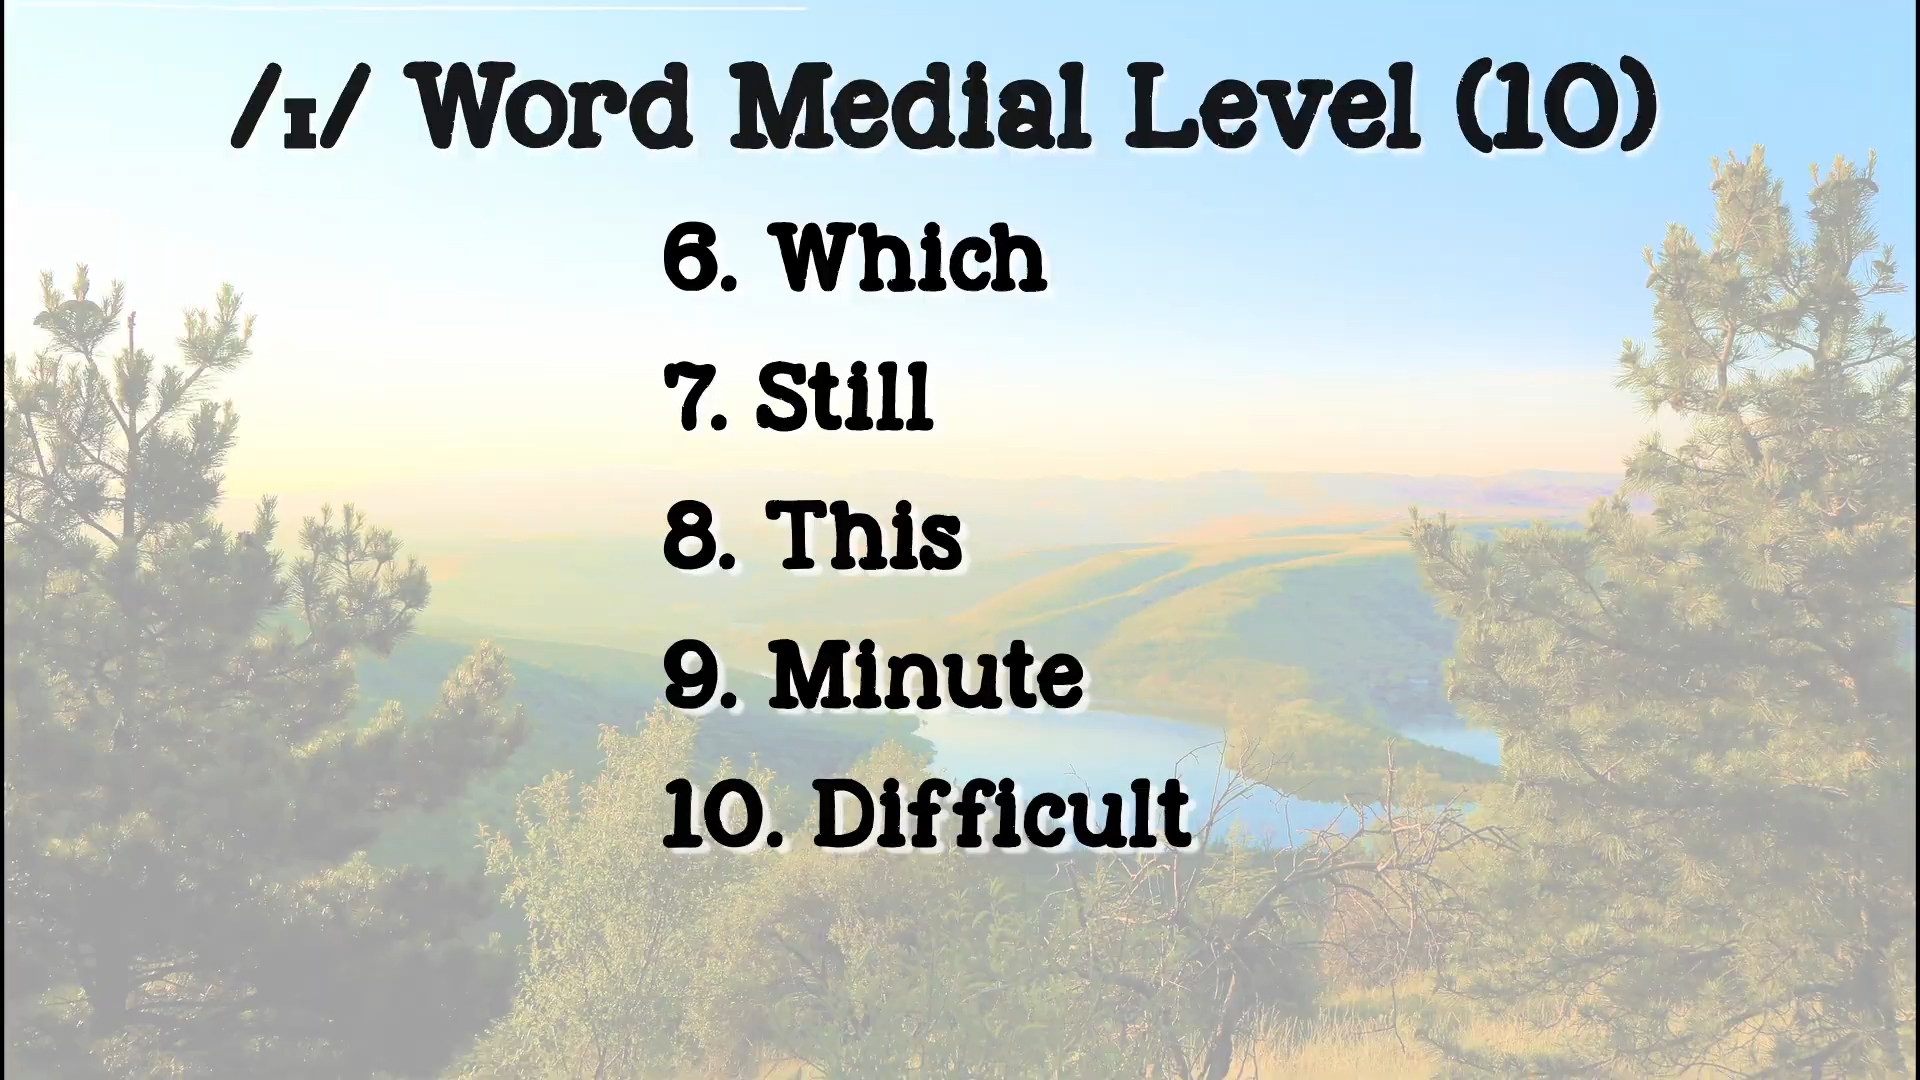 /ɪ/ Word Medial Level (10)
6. Which
7. Still
8. This
9. Minute
10. Difficult